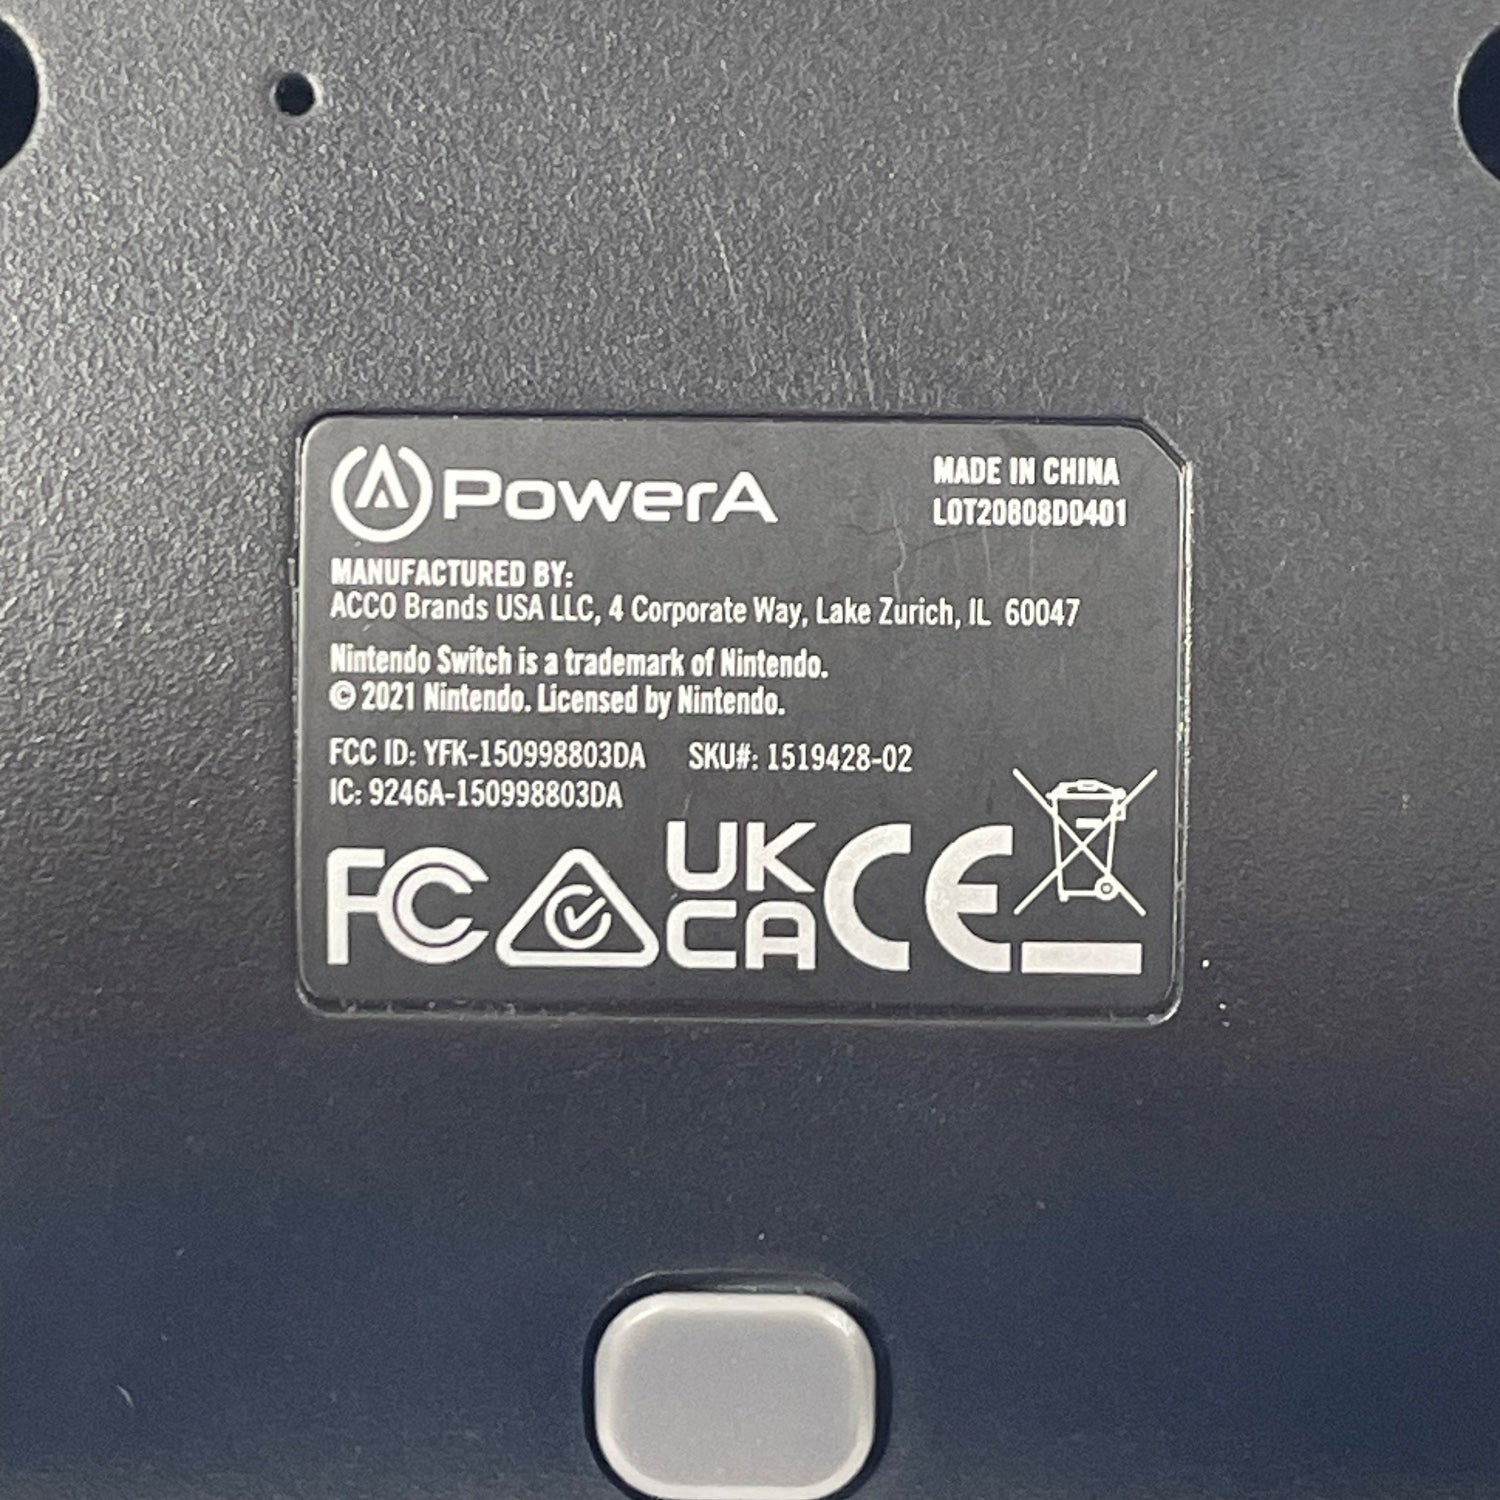 PowerA
MADE IN CHINA
LOT20808D0401
MANUFACTURED BY:
ACCO Brands USA LLC, 4 Corporate Way, Lake Zurich, IL 60047
Nintendo Switch is a trademark of Nintendo.
© 2021 Nintendo. Licensed by Nintendo.
FCC ID: YFK-150998803DA SKU#: 1519428-02
IC: 9246A-150998803DA
FC UK CA CE